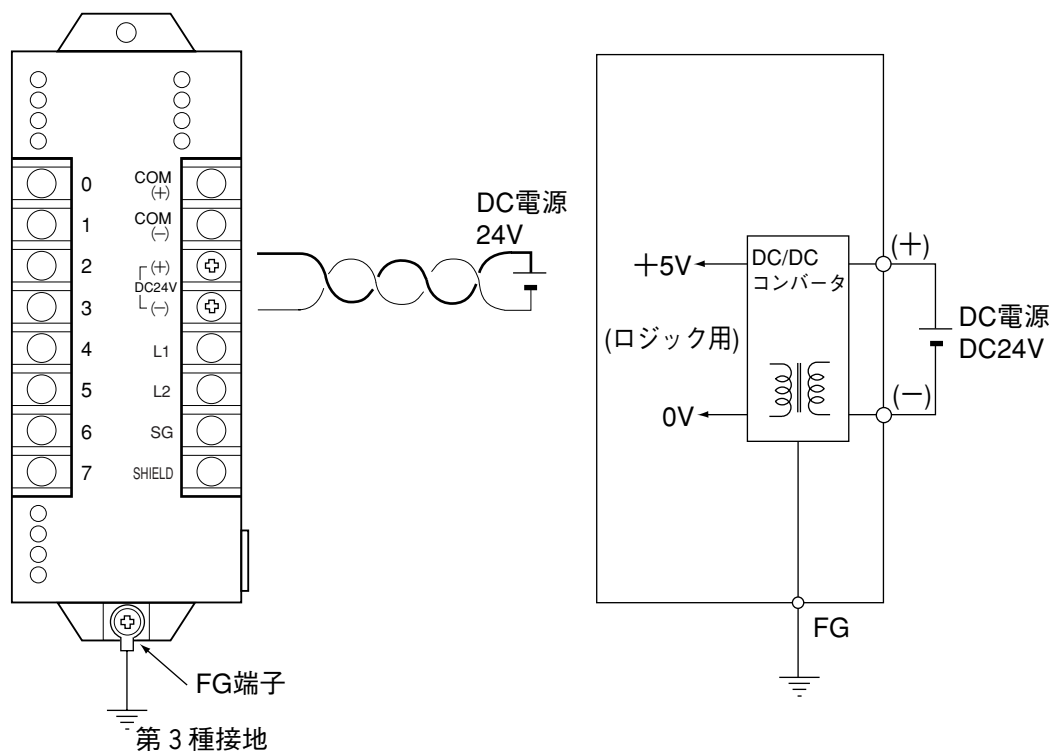 0
1
2
3
4
5
6
7
COM
(+)
COM
(−)
(+)
DC24V
(−)
L1
L2
SG
SHIELD
FG端子
第3種接地
DC電源
24V
+5V
(ロジック用)
0V
DC/DC
コンバータ
(+)
(−)
DC電源
DC24V
FG